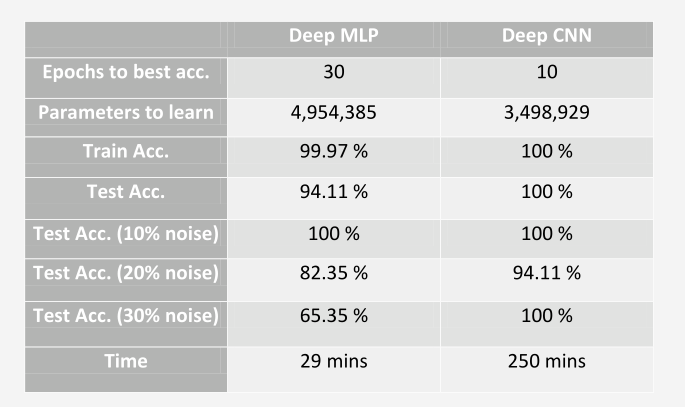 Deep MLP Deep CNN
Epochs to best acc. 30 10
Parameters to learn 4,954,385 3,498,929
Train Acc. 99.97 % 100 %
Test Acc. 94.11 % 100 %
Test Acc. (10% noise) 100 % 100 %
Test Acc. (20% noise) 82.35 % 94.11 %
Test Acc. (30% noise) 65.35 % 100 %
Time 29 mins 250 mins